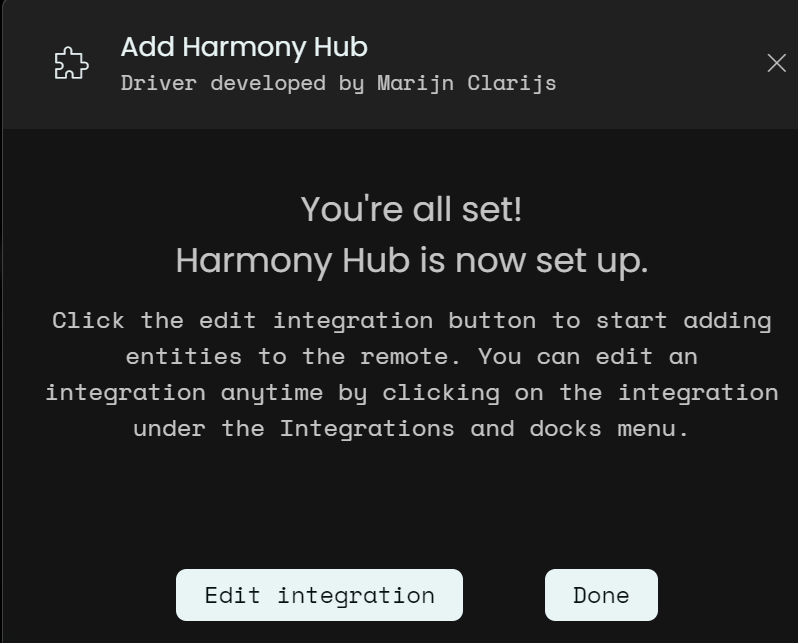 Add Harmony Hub
Driver developed by Marijn Clarijs
You're all set!
Harmony Hub is now set up.
Click the edit integration button to start adding
entities to the remote. You can edit an
integration anytime by clicking on the integration
under the Integrations and docks menu.
Edit integration
Done